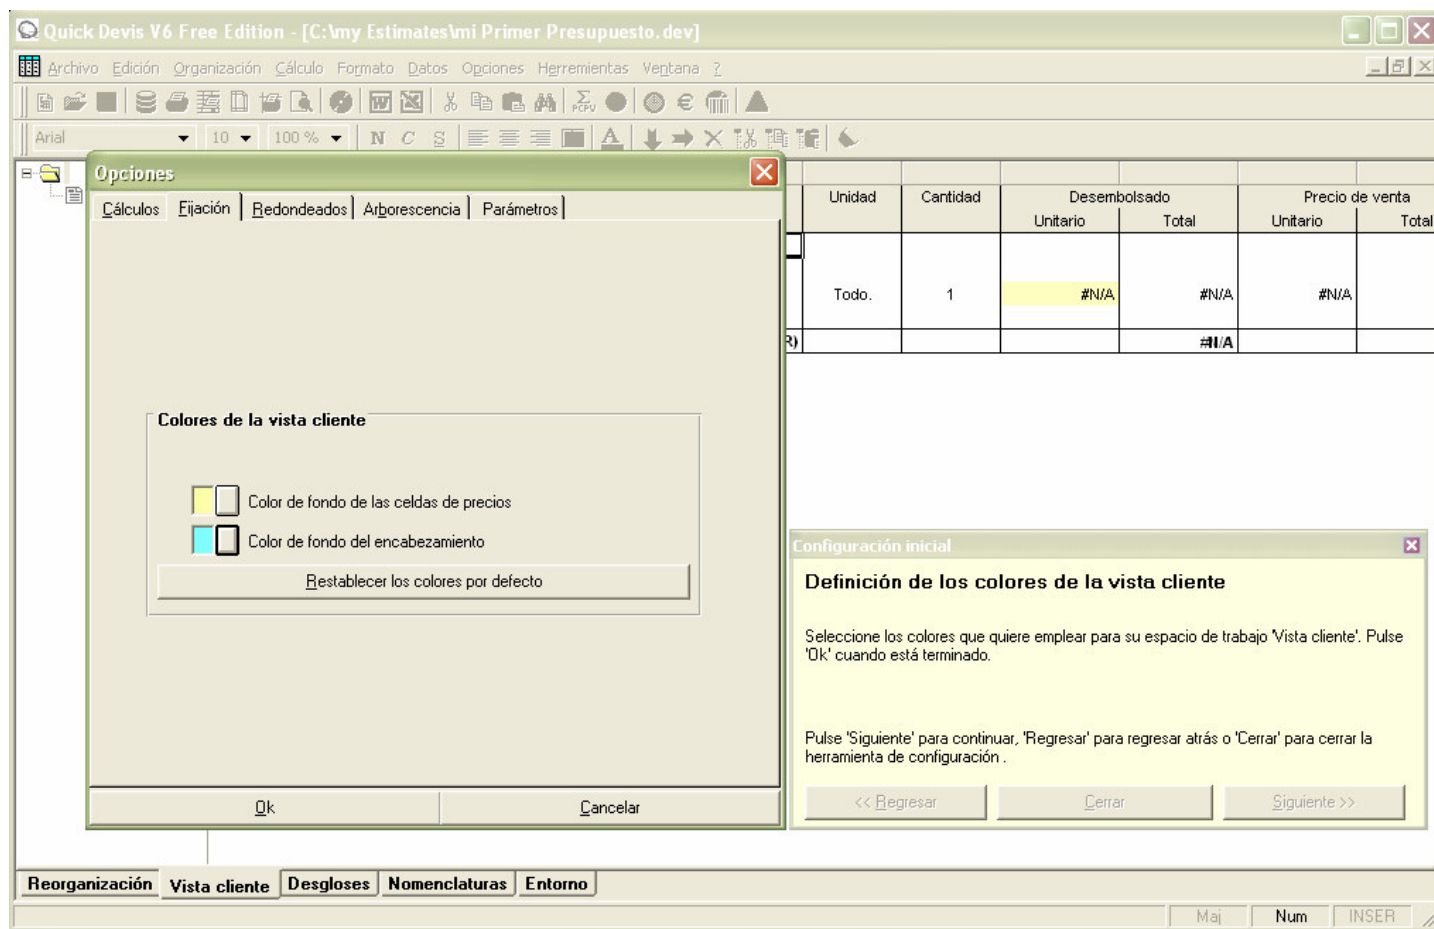 Quick Devis V6 Free Edition - [C:\my Estimates\mi Primer Presupuesto.dev]
Archivo Edición Organización Cálculo Formato Datos Opciones Herremientas Ventana ?
PCPV
Arial 10 100 % N C S A
Opciones
Cálculos Fijación Redondeados Arborescencia Parámetros
Unidad Cantidad Desembolsado Precio de venta
Unitario Total Unitario Total
Todo. 1 #N/A #N/A #N/A
R) #N/A
Colores de la vista cliente
Color de fondo de las celdas de precios
Color de fondo del encabezamiento
Restablecer los colores por defecto
Ok Cancelar
Configuración inicial
Definición de los colores de la vista cliente
Seleccione los colores que quiere emplear para su espacio de trabajo 'Vista cliente'. Pulse
'Ok' cuando está terminado.
Pulse 'Siguiente' para continuar, 'Regresar' para regresar atrás o 'Cerrar' para cerrar la
herramienta de configuración .
<< Regresar Cerrar Siguiente >>
Reorganización Vista cliente Desgloses Nomenclaturas Entorno
Maj Num INSER